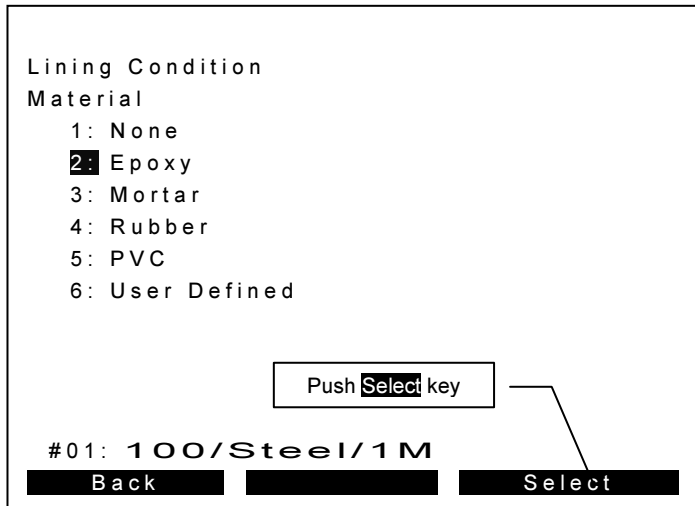 Lining Condition
Material
1: None
2: Epoxy
3: Mortar
4: Rubber
5: PVC
6: User Defined
Push Select key
#01: 100/Steel/1M
Back Select